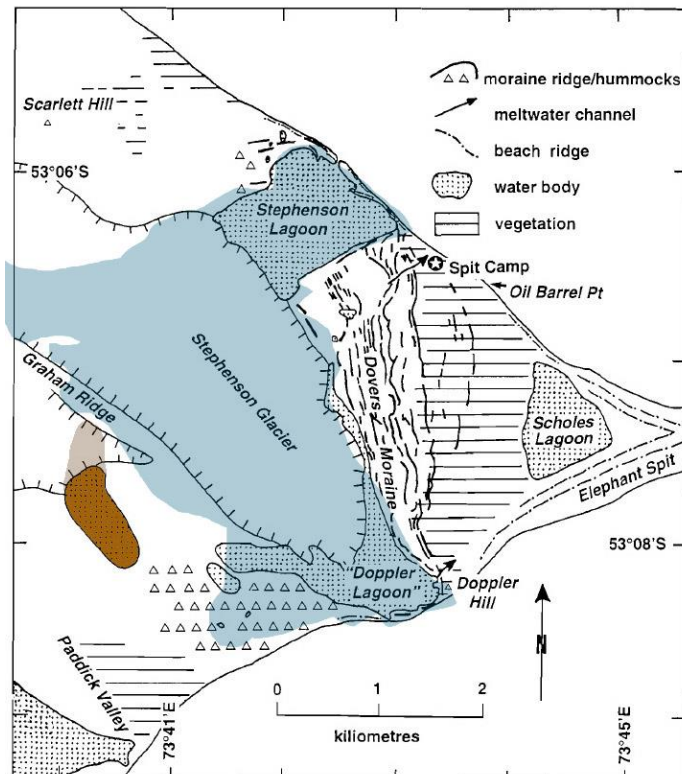 moraine ridge/hummocks
meltwater channel
beach ridge
water body
vegetation
Scarlett Hill
53°06'S
Stephenson
Lagoon
Spit Camp
Oil Barrel Pt
Stephenson Glacier
Graham Ridge
Dovers
Moraine
Scholes
Lagoon
Elephant Spit
53°08'S
Doppler
Lagoon"
Doppler
Hill
N
Paddick Valley
0 1 2
kiliometres
73°41'E
73°45'E